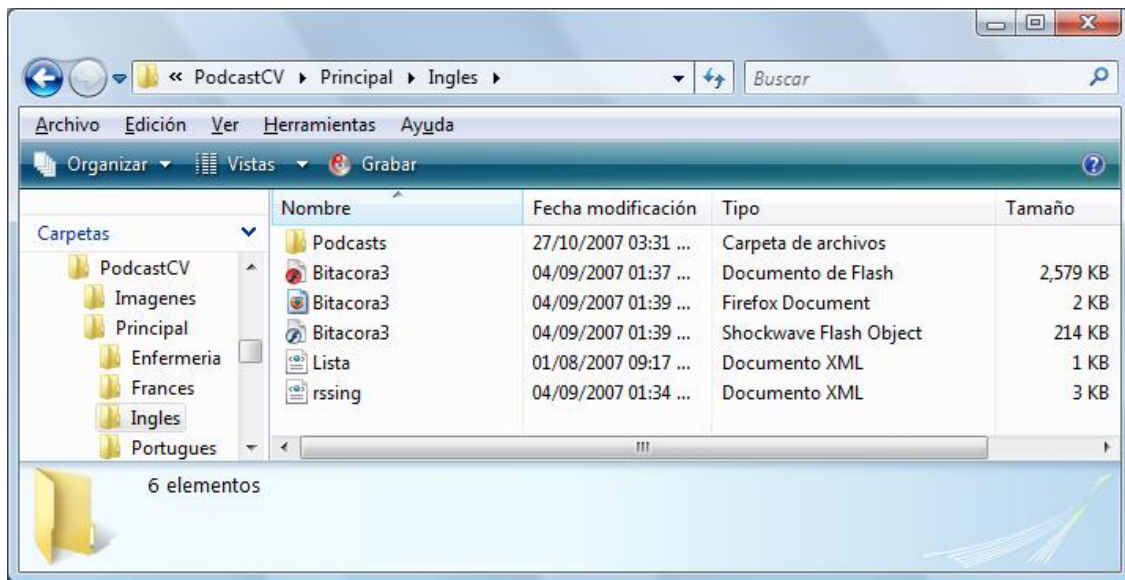 « PodcastCV Principal Ingles Buscar
Archivo Edición Ver Herramientas Ayuda
Organizar Vistas Grabar
Nombre Fecha modificación Tipo Tamaño
Carpetas
PodcastCV
Imagenes
Principal
Enfermeria
Frances
Ingles
Portugues
Podcasts 27/10/2007 03:31 ... Carpeta de archivos
Bitacora3 04/09/2007 01:37 ... Documento de Flash 2,579 KB
Bitacora3 04/09/2007 01:39 ... Firefox Document 2 KB
Bitacora3 04/09/2007 01:39 ... Shockwave Flash Object 214 KB
Lista 01/08/2007 09:17 ... Documento XML 1 KB
rssing 04/09/2007 01:34 ... Documento XML 3 KB
6 elementos